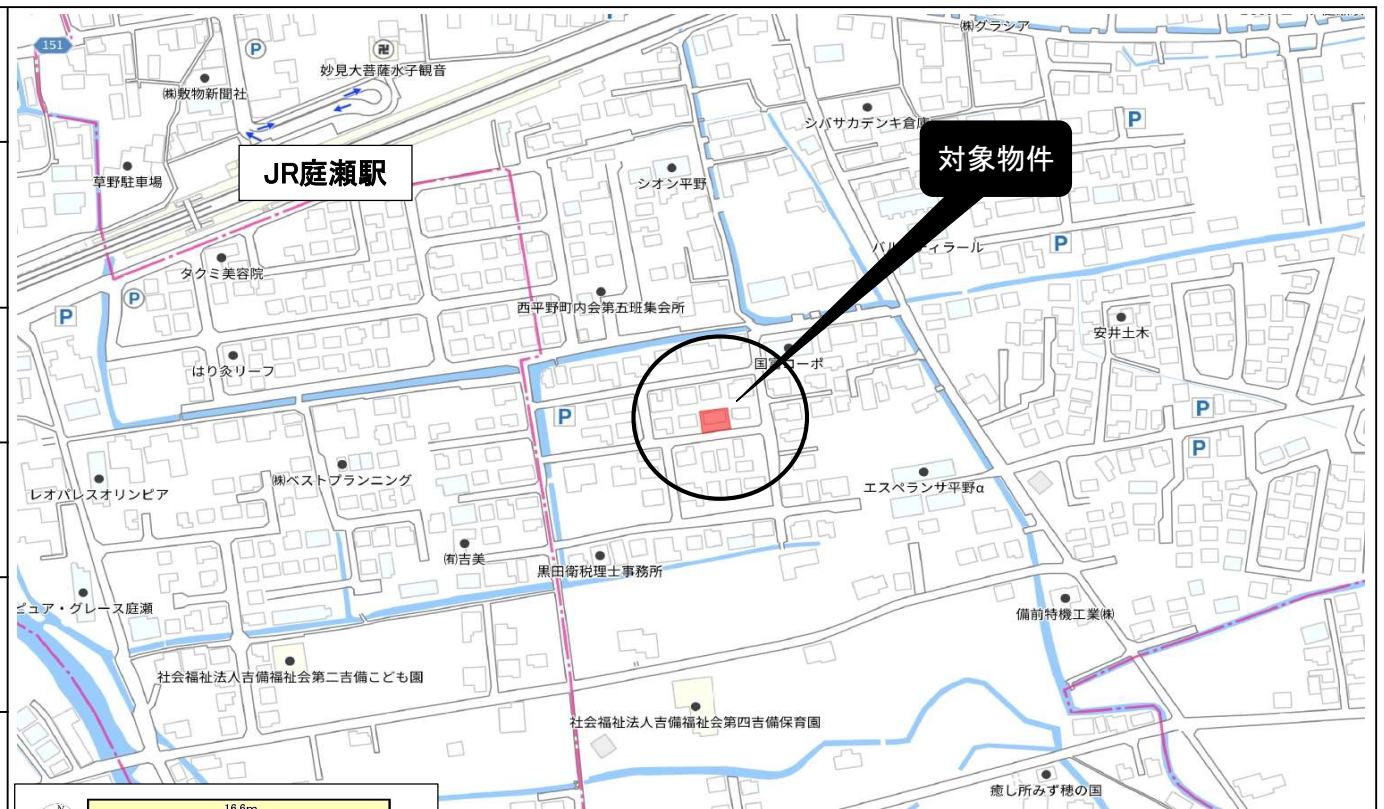 (株)グラシア
151
P
卍
妙見大菩薩水子観音
(株)敷物新聞社
シバサカデンキ倉庫
P
対象物件
JR庭瀬駅
草野駐車場
シオン平野
P
タクミ美容院
P
西平野町内会第五班集会所
P
安井土木
はり灸リーフ
国富コーポ
P
P
P
レオパレスオリンピア
(株)ベストプランニング
エスペランサ平野α
(有)吉美
黒田衛税理士事務所
ピュア・グレース庭瀬
備前特機工業(株)
社会福祉法人吉備福祉会第二吉備こども園
社会福祉法人吉備福祉会第四吉備保育園
癒し所みず穂の国
N
16.6m